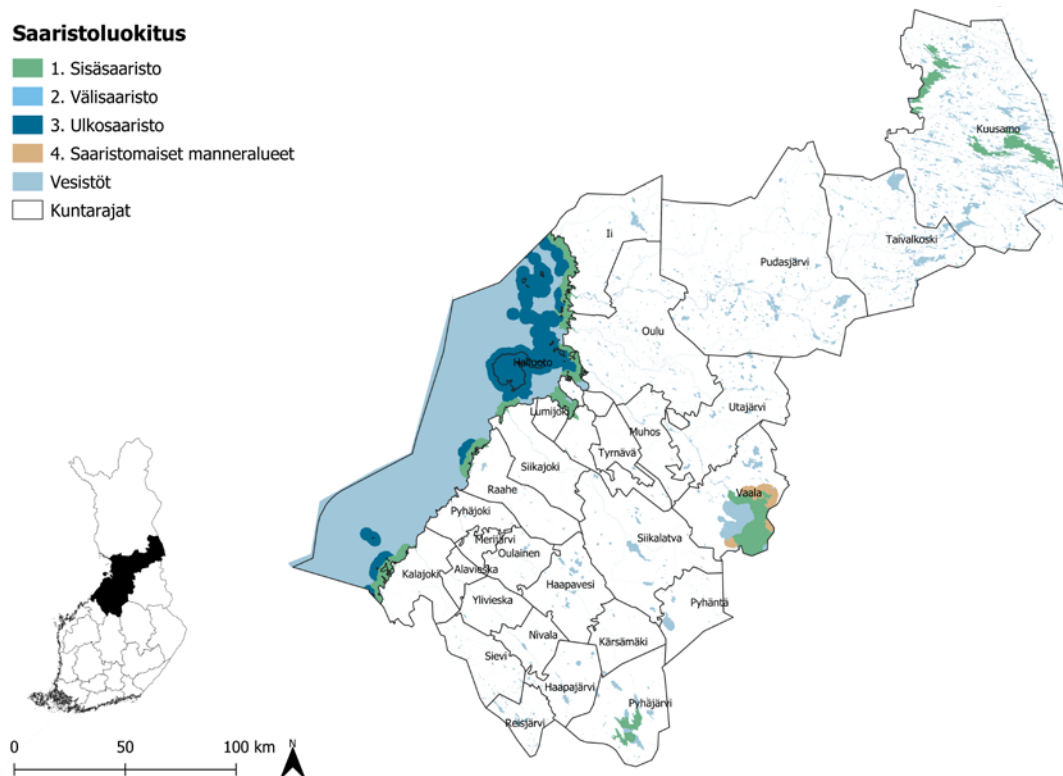 Saaristoluokitus
1. Sisäsaaristo
2. Välisaaristo
3. Ulkosaaristo
4. Saaristomaiset manneralueet
Vesistöt
Kuntarajat
Kuusamo
Taivalkoski
Ii
Pudasjärvi
Oulu
Hailuoto
Utajärvi
Lumijoki
Muhos
Tyrnävä
Siikajoki
Vaala
Raahe
Pyhäjoki
Siikalatva
Merijärvi
Oulainen
Alavieska
Kalajoki
Haapavesi
Ylivieska
Pyhäntä
Nivala
Kärsämäki
Sievi
Haapajärvi
Pyhäjärvi
Reisjärvi
0 50 100 km
N